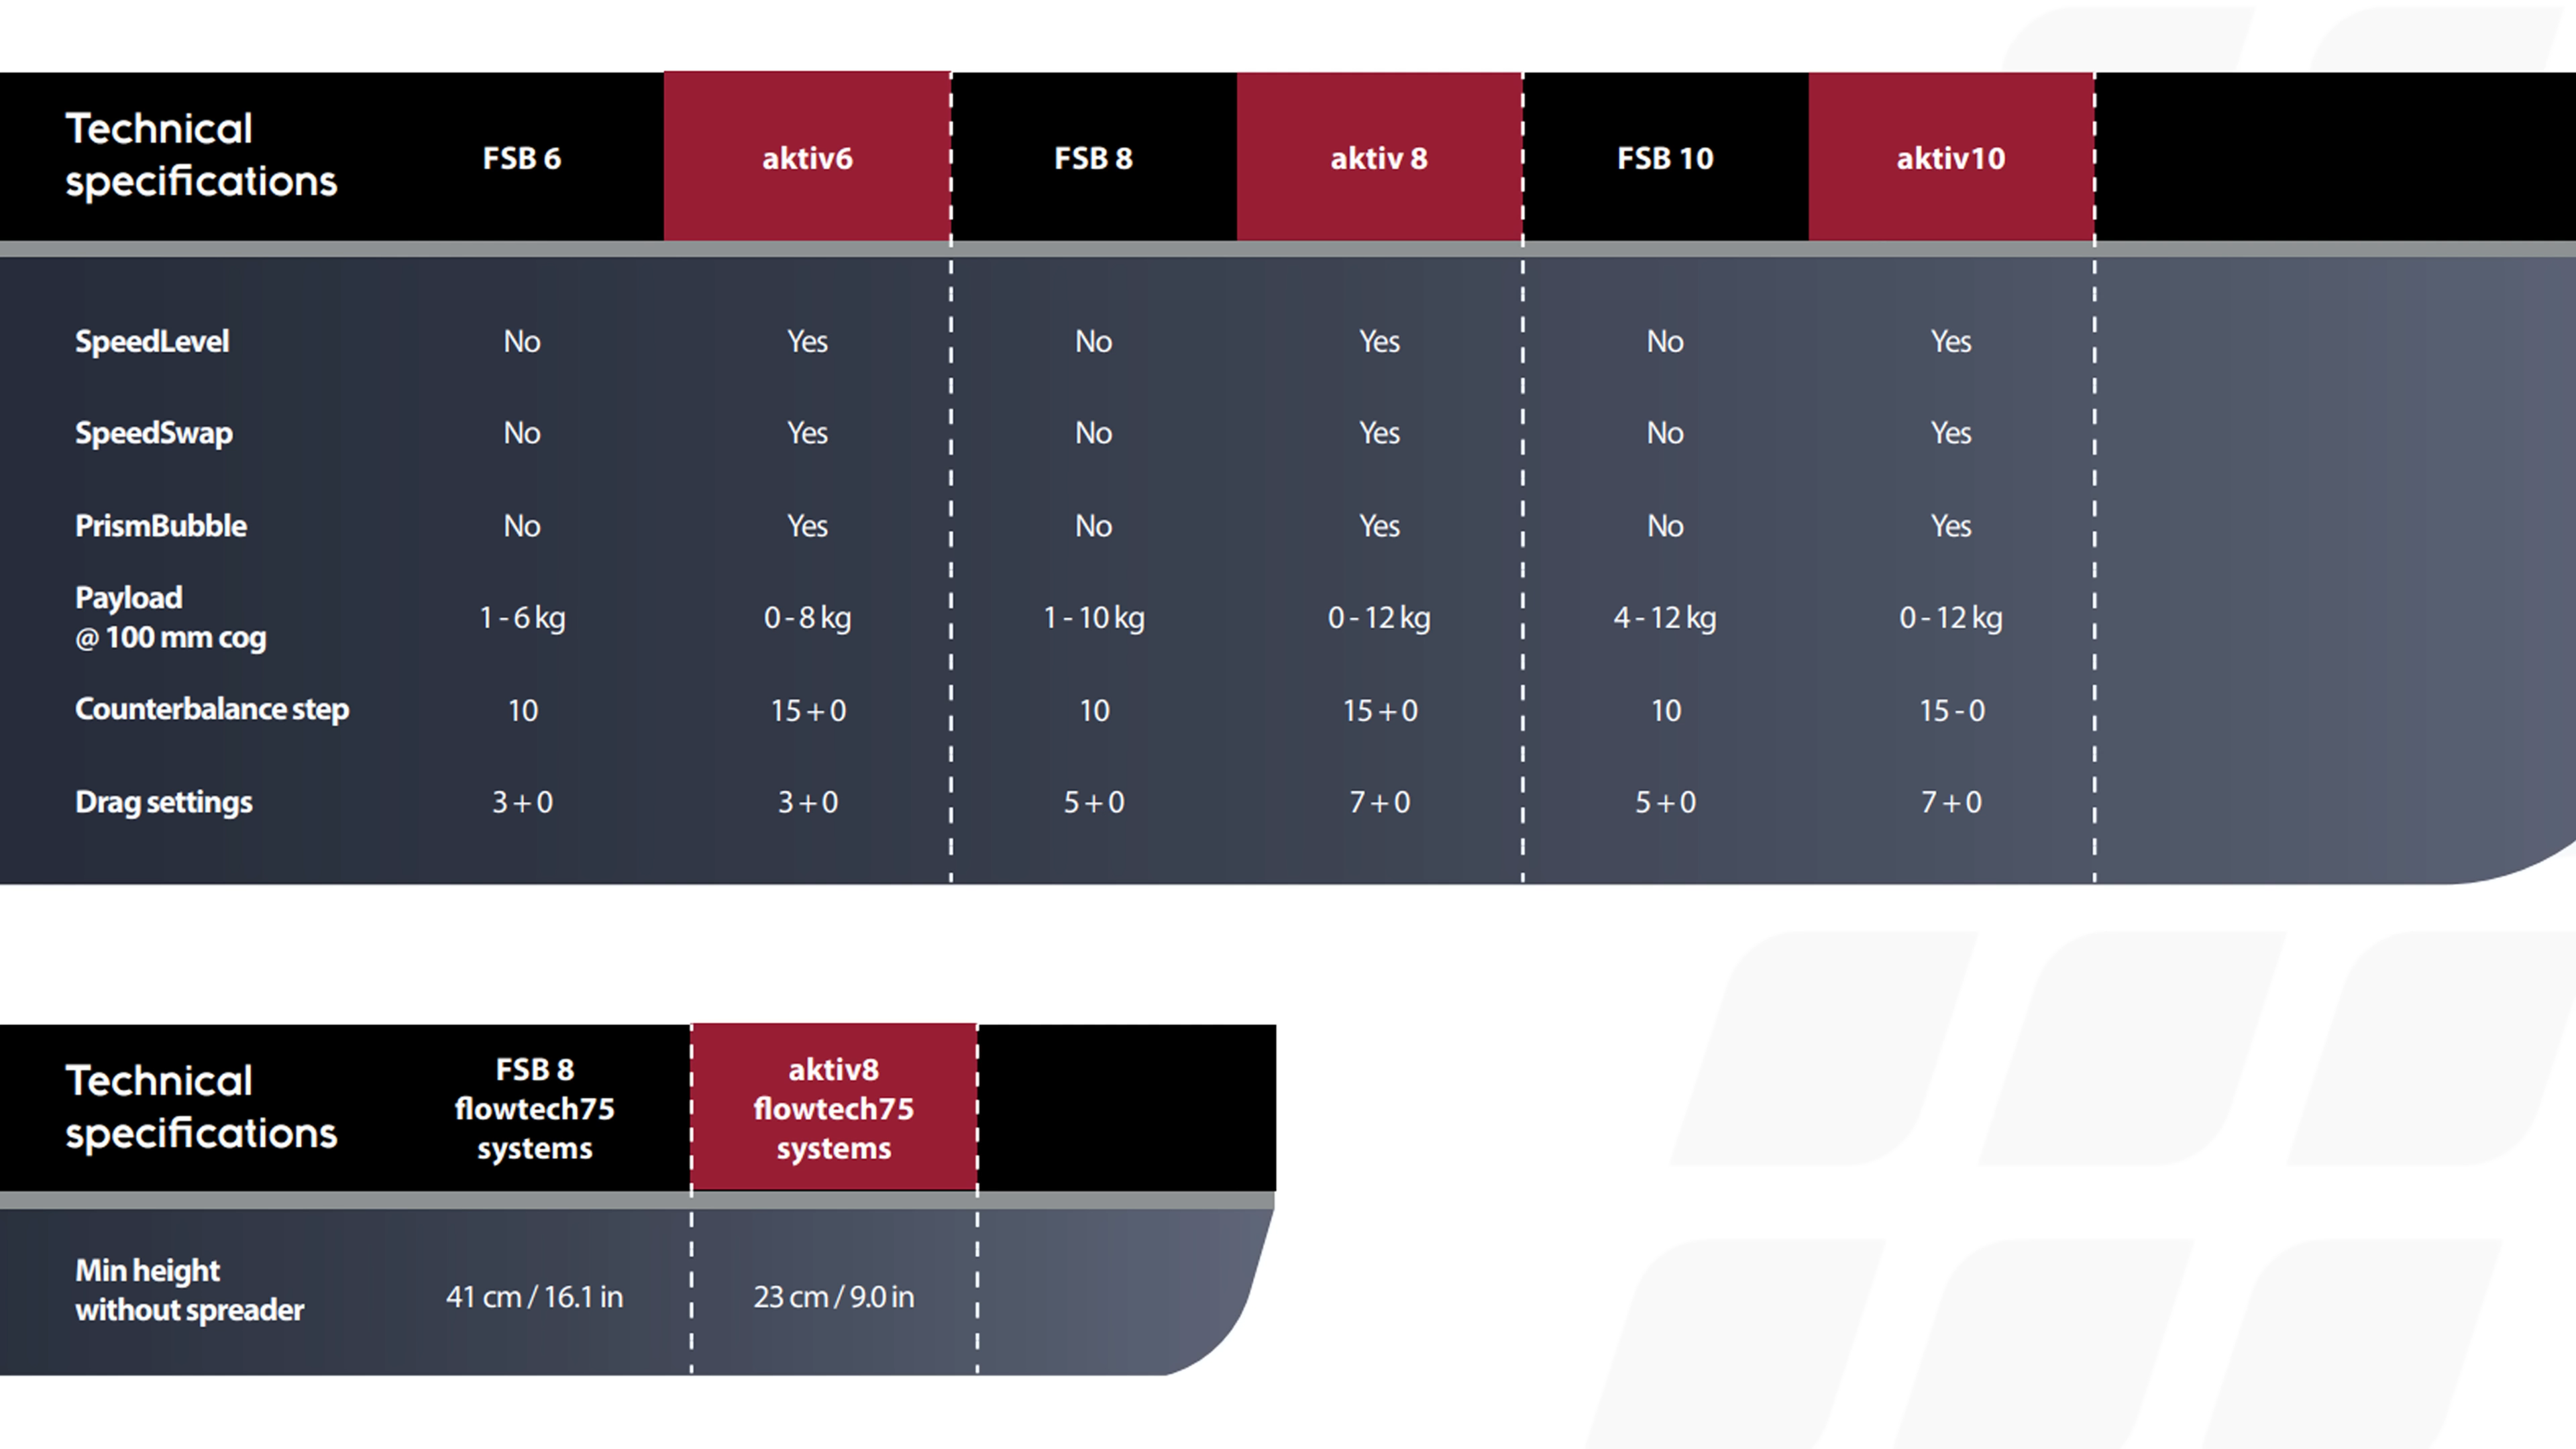 Technical
specifications
FSB 6
aktiv6
FSB 8
aktiv 8
FSB 10
aktiv10
SpeedLevel No Yes No Yes No Yes
SpeedSwap No Yes No Yes No Yes
PrismBubble No Yes No Yes No Yes
Payload
@ 100 mm cog
1 - 6 kg 0 - 8 kg 1 - 10 kg 0 - 12 kg 4 - 12 kg 0 - 12 kg
Counterbalance step 10 15 + 0 10 15 + 0 10 15 - 0
Drag settings 3 + 0 3 + 0 5 + 0 7 + 0 5 + 0 7 + 0
Technical
specifications
FSB 8
flowtech75
systems
aktiv8
flowtech75
systems
Min height
without spreader
41 cm / 16.1 in 23 cm / 9.0 in